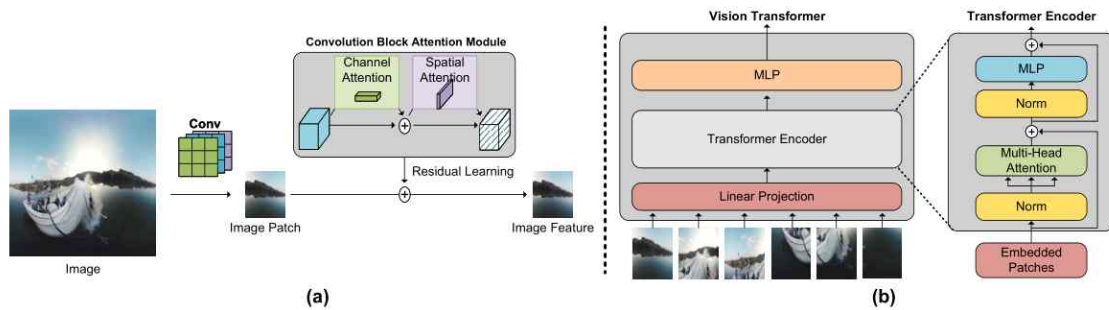 Convolution Block Attention Module
Channel
Attention
Spatial
Attention
Conv
Residual Learning
Image Patch
Image Feature
Image
(a)
Vision Transformer
MLP
Transformer Encoder
Linear Projection
Transformer Encoder
MLP
Norm
Multi-Head
Attention
Norm
Embedded
Patches
(b)